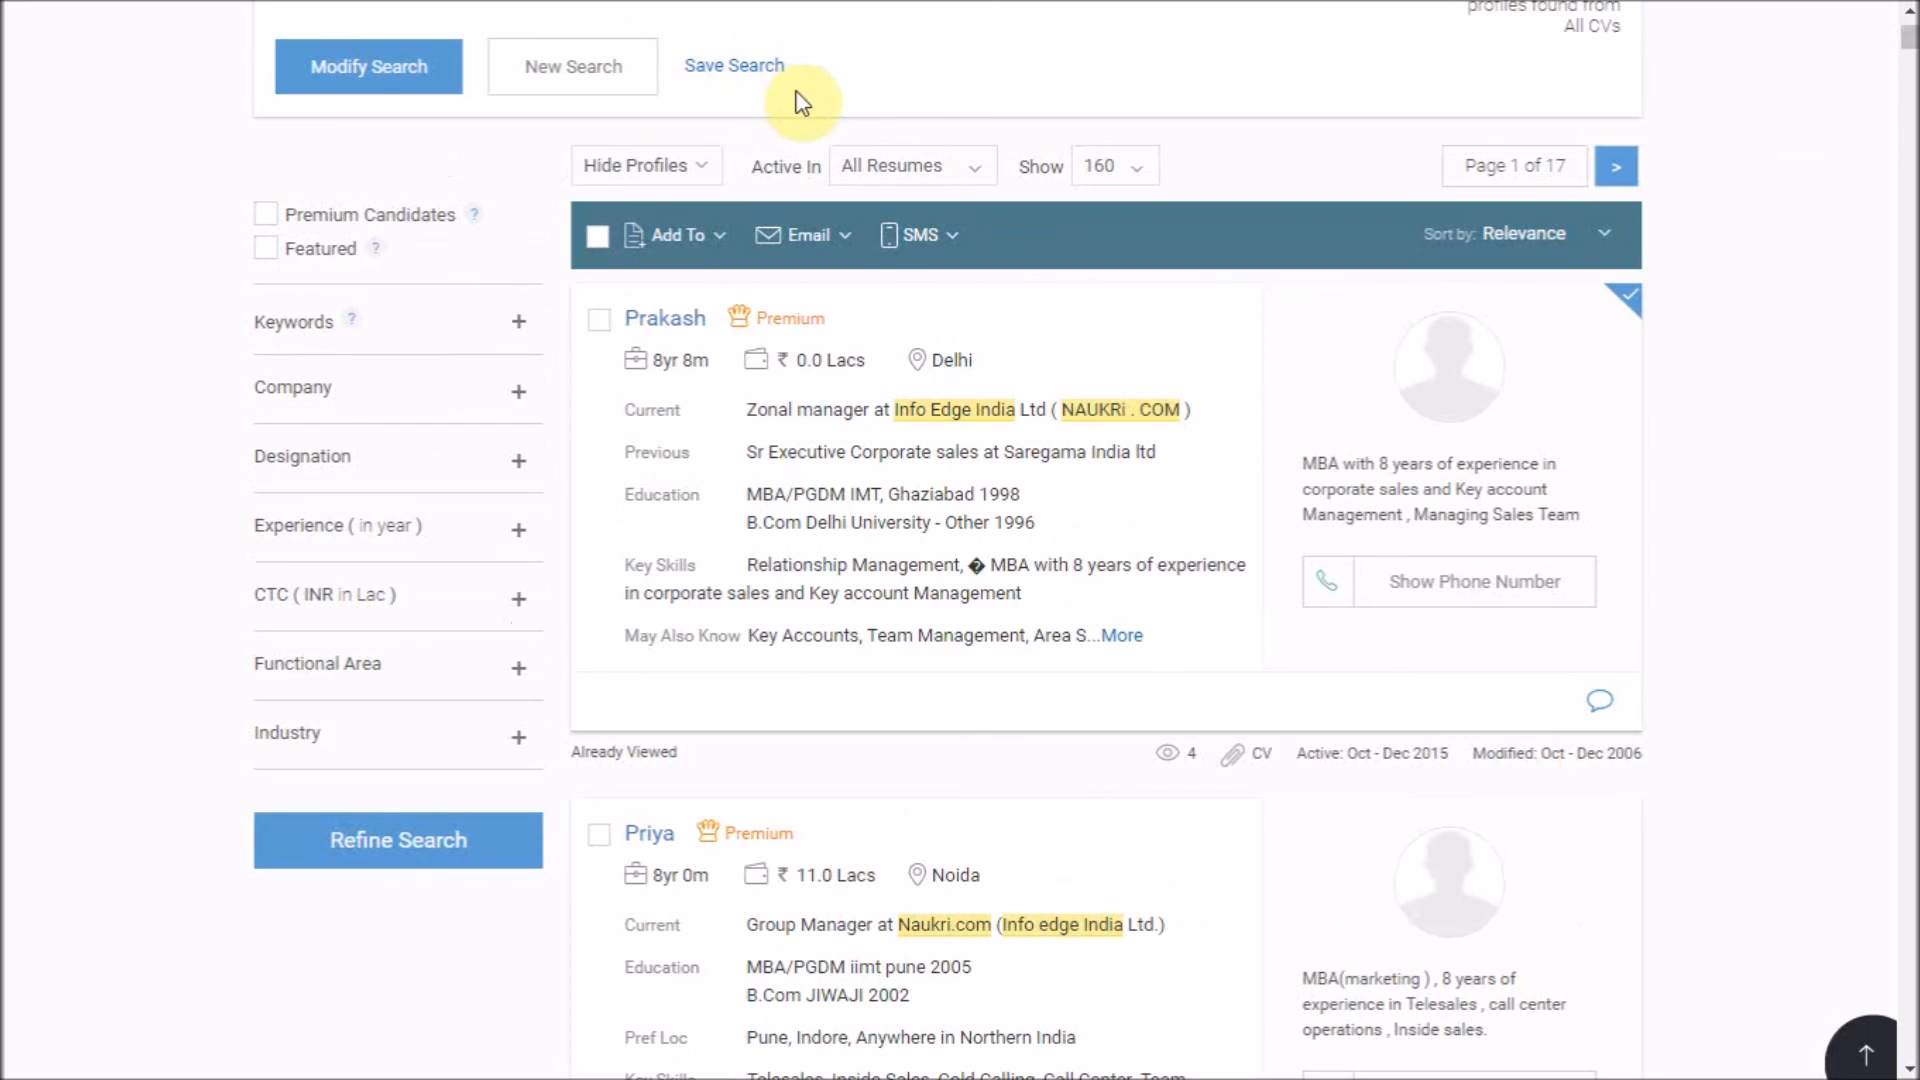 profiles found from
All CVs
Modify Search
New Search
Save Search
Hide Profiles
Active In
All Resumes
Show
160
Page 1 of 17
>
Premium Candidates ?
Featured ?
Add To
Email
SMS
Sort by: Relevance
Keywords ?
+
Company
+
Designation
+
Experience ( in year )
+
CTC ( INR in Lac )
+
Functional Area
+
Industry
+
Refine Search
Prakash
Premium
8yr 8m
₹ 0.0 Lacs
Delhi
Current Zonal manager at Info Edge India Ltd ( NAUKRi . COM )
Previous Sr Executive Corporate sales at Saregama India ltd
Education MBA/PGDM IMT, Ghaziabad 1998
B.Com Delhi University - Other 1996
Key Skills Relationship Management, � MBA with 8 years of experience
in corporate sales and Key account Management
May Also Know Key Accounts, Team Management, Area S...More
MBA with 8 years of experience in
corporate sales and Key account
Management , Managing Sales Team
Show Phone Number
Already Viewed
4
CV
Active: Oct - Dec 2015
Modified: Oct - Dec 2006
Priya
Premium
8yr 0m
₹ 11.0 Lacs
Noida
Current Group Manager at Naukri.com (Info edge India Ltd.)
Education MBA/PGDM iimt pune 2005
B.Com JIWAJI 2002
Pref Loc Pune, Indore, Anywhere in Northern India
Key Skills Telesales, Inside Sales, Cold Calling, Call Center, Team
MBA(marketing ) , 8 years of
experience in Telesales , call center
operations , Inside sales.